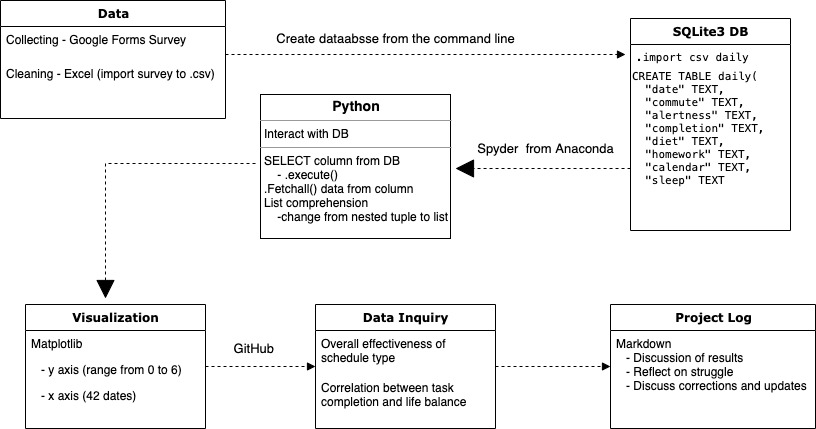 Data
Collecting - Google Forms Survey
Cleaning - Excel (import survey to .csv)
Create dataabsse from the command line
SQLite3 DB
.import csv daily
CREATE TABLE daily(
"date" TEXT,
"commute" TEXT,
"alertness" TEXT,
"completion" TEXT,
"diet" TEXT,
"homework" TEXT,
"calendar" TEXT,
"sleep" TEXT
Spyder from Anaconda
Python
Interact with DB
SELECT column from DB
- .execute()
.Fetchall() data from column
List comprehension
-change from nested tuple to list
Visualization
Matplotlib
- y axis (range from 0 to 6)
- x axis (42 dates)
GitHub
Data Inquiry
Overall effectiveness of
schedule type
Correlation between task
completion and life balance
Project Log
Markdown
- Discussion of results
- Reflect on struggle
- Discuss corrections and updates